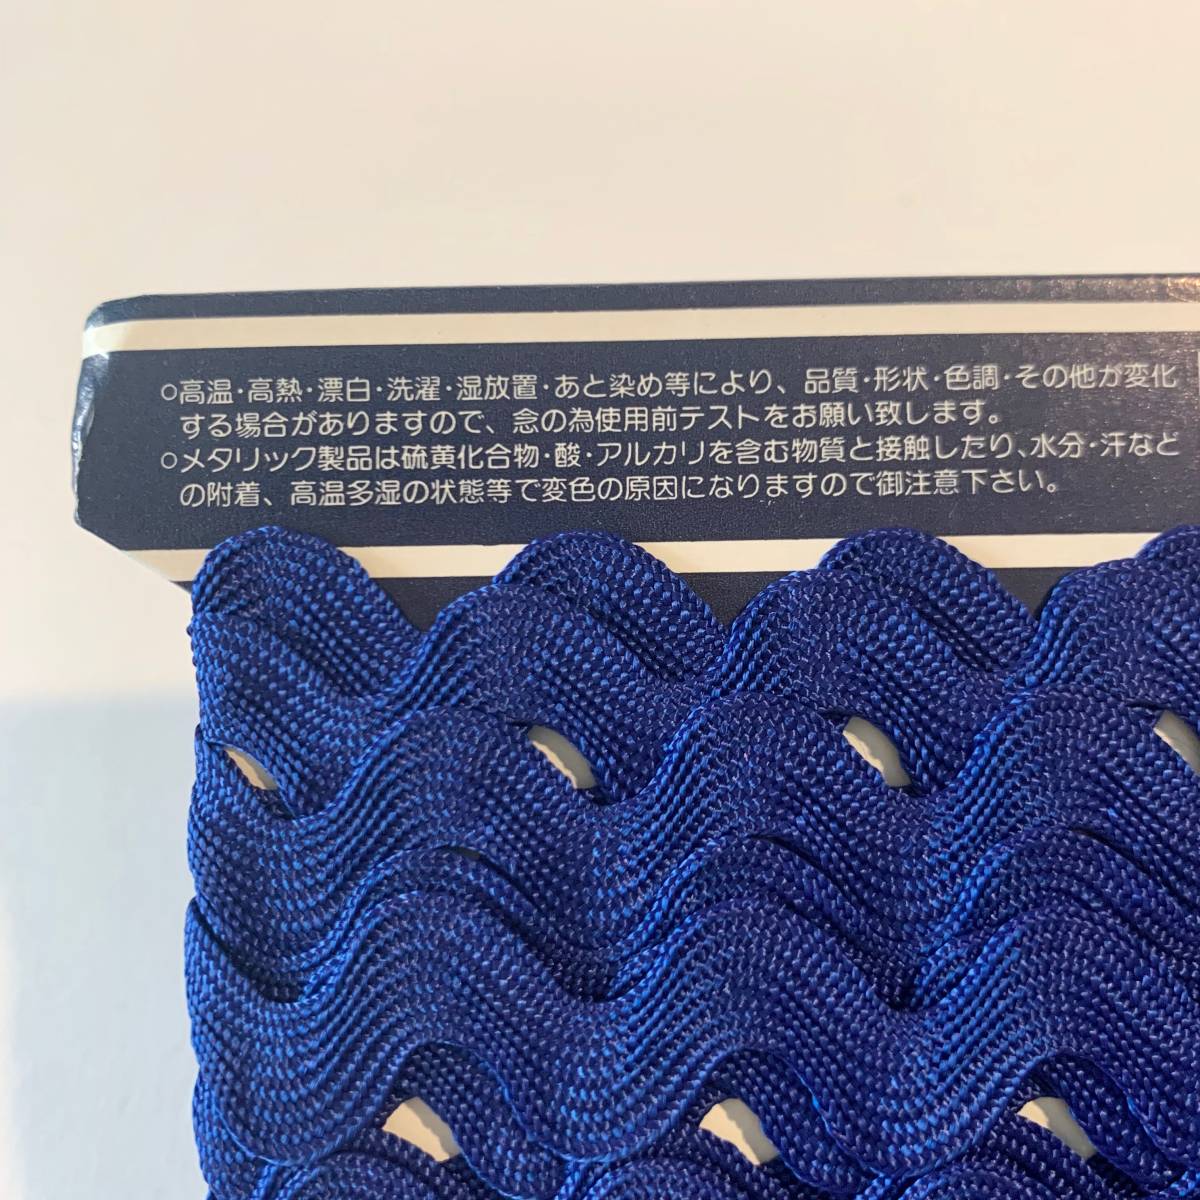 ○高温・高熱・漂白・洗濯・湿放置・あと染め等により、品質・形状・色調・その他が変化
する場合がありますので、念の為使用前テストをお願い致します。
○メタリック製品は硫黄化合物・酸・アルカリを含む物質と接触したり、水分・汗など
の附着、高温多湿の状態等で変色の原因になりますので御注意下さい。